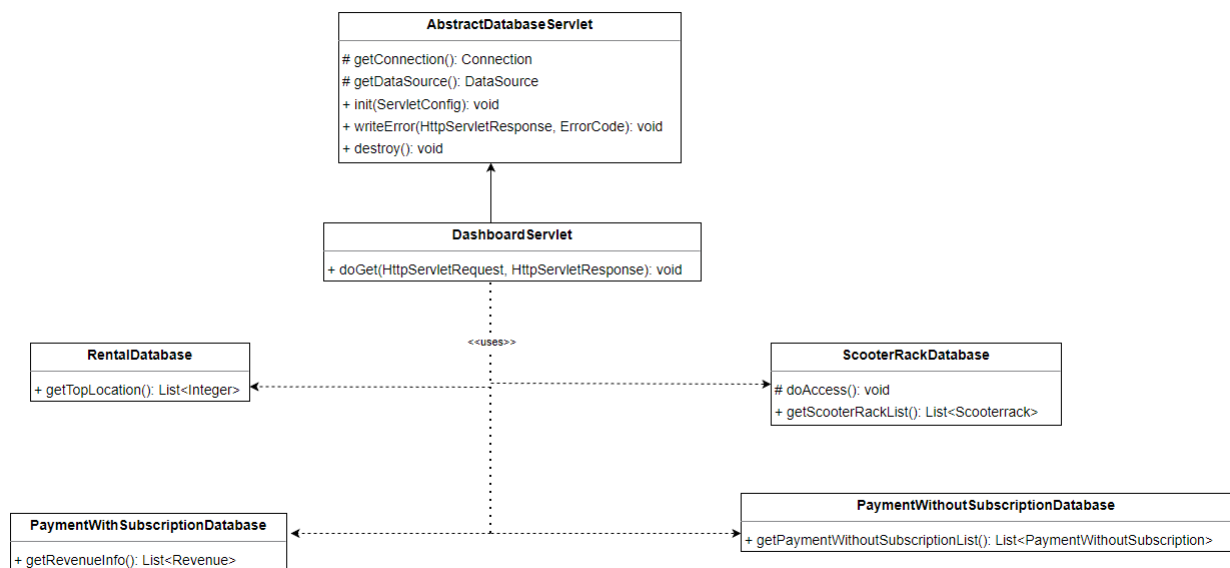 AbstractDatabaseServlet
# getConnection(): Connection
# getDataSource(): DataSource
+ init(ServletConfig): void
+ writeError(HttpServletResponse, ErrorCode): void
+ destroy(): void
DashboardServlet
+ doGet(HttpServletRequest, HttpServletResponse): void
<<uses>>
RentalDatabase
+ getTopLocation(): List<Integer>
ScooterRackDatabase
# doAccess(): void
+ getScooterRackList(): List<Scooterrack>
PaymentWithSubscriptionDatabase
+ getRevenueInfo(): List<Revenue>
PaymentWithoutSubscriptionDatabase
+ getPaymentWithoutSubscriptionList(): List<PaymentWithoutSubscription>